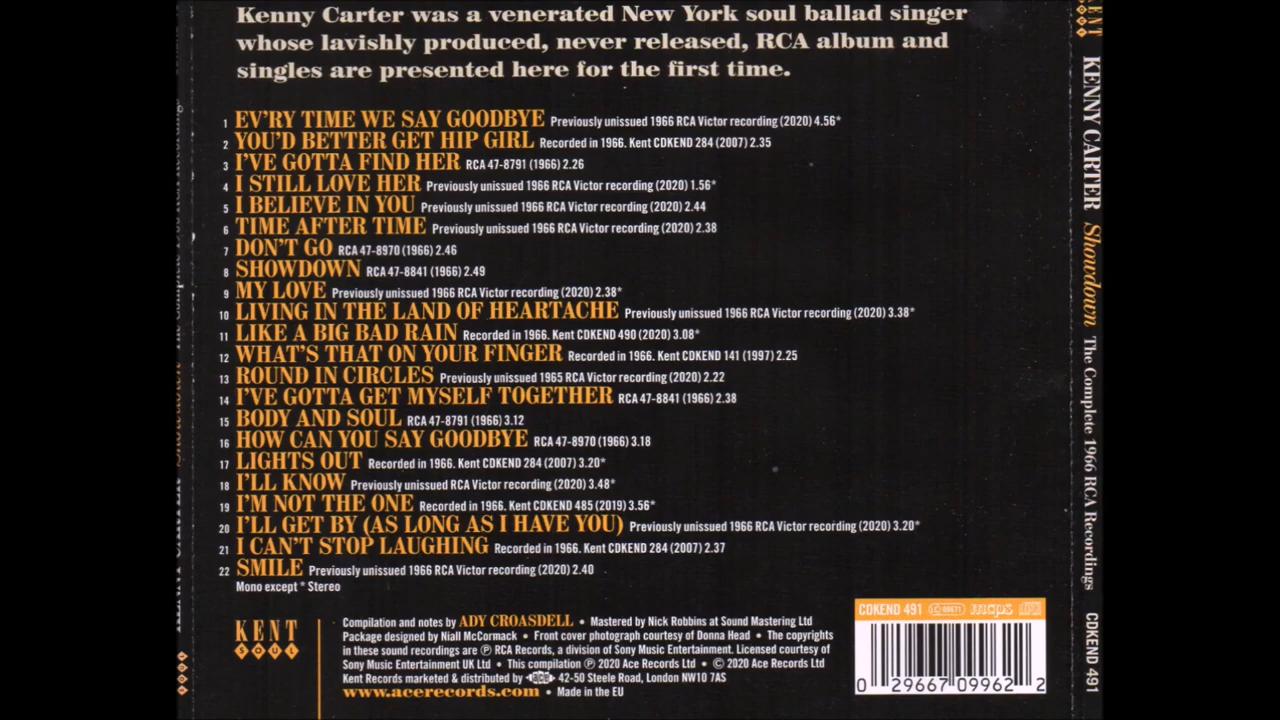 Kenny Carter was a venerated New York soul ballad singer
whose lavishly produced, never released, RCA album and
singles are presented here for the first time.
1 EV'RY TIME WE SAY GOODBYE Previously unissued 1966 RCA Victor recording (2020) 4.56*
2 YOU'D BETTER GET HIP GIRL Recorded in 1966. Kent CDKEND 284 (2007) 2.35
3 I'VE GOTTA FIND HER RCA 47-8791 (1966) 2.26
4 I STILL LOVE HER Previously unissued 1966 RCA Victor recording (2020) 1.56*
5 I BELIEVE IN YOU Previously unissued 1966 RCA Victor recording (2020) 2.44
6 TIME AFTER TIME Previously unissued 1966 RCA Victor recording (2020) 2.38
7 DON'T GO RCA 47-8970 (1966) 2.46
8 SHOWDOWN RCA 47-8841 (1966) 2.49
9 MY LOVE Previously unissued 1966 RCA Victor recording (2020) 2.38*
10 LIVING IN THE LAND OF HEARTACHE Previously unissued 1966 RCA Victor recording (2020) 3.38*
11 LIKE A BIG BAD RAIN Recorded in 1966. Kent CDKEND 490 (2020) 3.08*
12 WHAT'S THAT ON YOUR FINGER Recorded in 1966. Kent CDKEND 141 (1997) 2.25
13 ROUND IN CIRCLES Previously unissued 1965 RCA Victor recording (2020) 2.22
14 I'VE GOTTA GET MYSELF TOGETHER RCA 47-8841 (1966) 2.38
15 BODY AND SOUL RCA 47-8791 (1966) 3.12
16 HOW CAN YOU SAY GOODBYE RCA 47-8970 (1966) 3.18
17 LIGHTS OUT Recorded in 1966. Kent CDKEND 284 (2007) 3.20*
18 I'LL KNOW Previously unissued 1966 RCA Victor recording (2020) 3.48*
19 I'M NOT THE ONE Recorded in 1966. Kent CDKEND 485 (2019) 3.56*
20 I'LL GET BY (AS LONG AS I HAVE YOU) Previously unissued 1966 RCA Victor recording (2020) 3.20*
21 I CAN'T STOP LAUGHING Recorded in 1966. Kent CDKEND 284 (2007) 2.37
22 SMILE Previously unissued 1966 RCA Victor recording (2020) 2.40
Mono except * Stereo
KENT
SOUL
Compilation and notes by ADY CROASDELL • Mastered by Nick Robbins at Sound Mastering Ltd
Package designed by Niall McCormack • Front cover photograph courtesy of Donna Head • The copyrights
in these sound recordings are ℗ RCA Records, a division of Sony Music Entertainment. Licensed courtesy of
Sony Music Entertainment UK Ltd • This compilation ℗ 2020 Ace Records Ltd • © 2020 Ace Records Ltd
Kent Records marketed & distributed by ACE 42-50 Steele Road, London NW10 7AS
www.acerecords.com • Made in the EU
CDKEND 491 LC 09671 mcps
0 29667 09962 2
KENT
KENNY CARTER Showdown The Complete 1966 RCA Recordings CDKEND 491